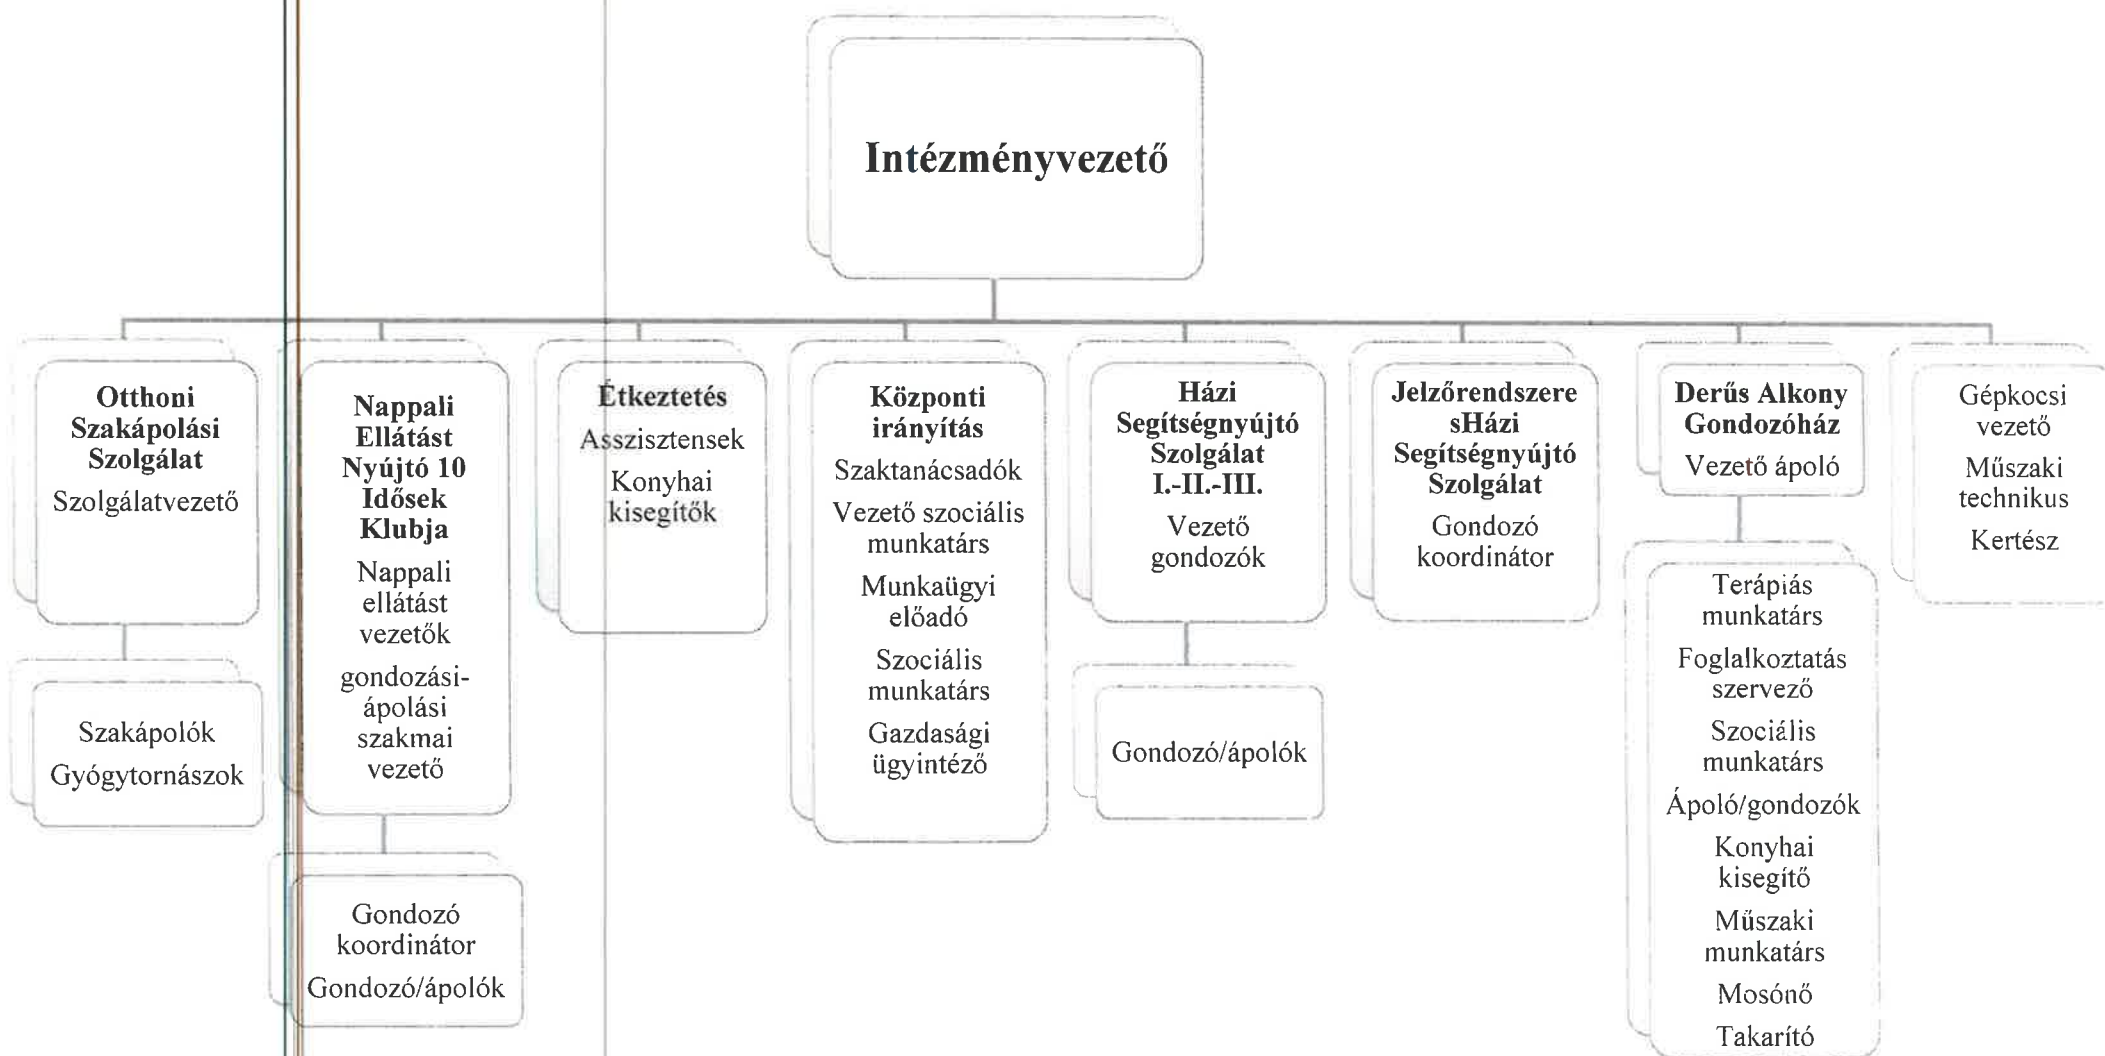 Intézményvezető
Otthoni
Szakápolási
Szolgálat
Szolgálatvezető
Szakápolók
Gyógytornászok
Nappali
Ellátást
Nyújtó 10
Idősek
Klubja
Nappali
ellátást
vezetők
gondozási-
ápolási
szakmai
vezető
Gondozó
koordinátor
Gondozó/ápolók
Étkeztetés
Asszisztensek
Konyhai
kisegítők
Központi
irányítás
Szaktanácsadók
Vezető szociális
munkatárs
Munkaügyi
előadó
Szociális
munkatárs
Gazdasági
ügyintéző
Házi
Segítségnyújtó
Szolgálat
I.-II.-III.
Vezető
gondozók
Gondozó/ápolók
Jelzőrendszere
sHázi
Segítségnyújtó
Szolgálat
Gondozó
koordinátor
Derűs Alkony
Gondozóház
Vezető ápoló
Terápiás
munkatárs
Foglalkoztatás
szervező
Szociális
munkatárs
Ápoló/gondozók
Konyhai
kisegítő
Műszaki
munkatárs
Mosónő
Takarító
Gépkocsi
vezető
Műszaki
technikus
Kertész